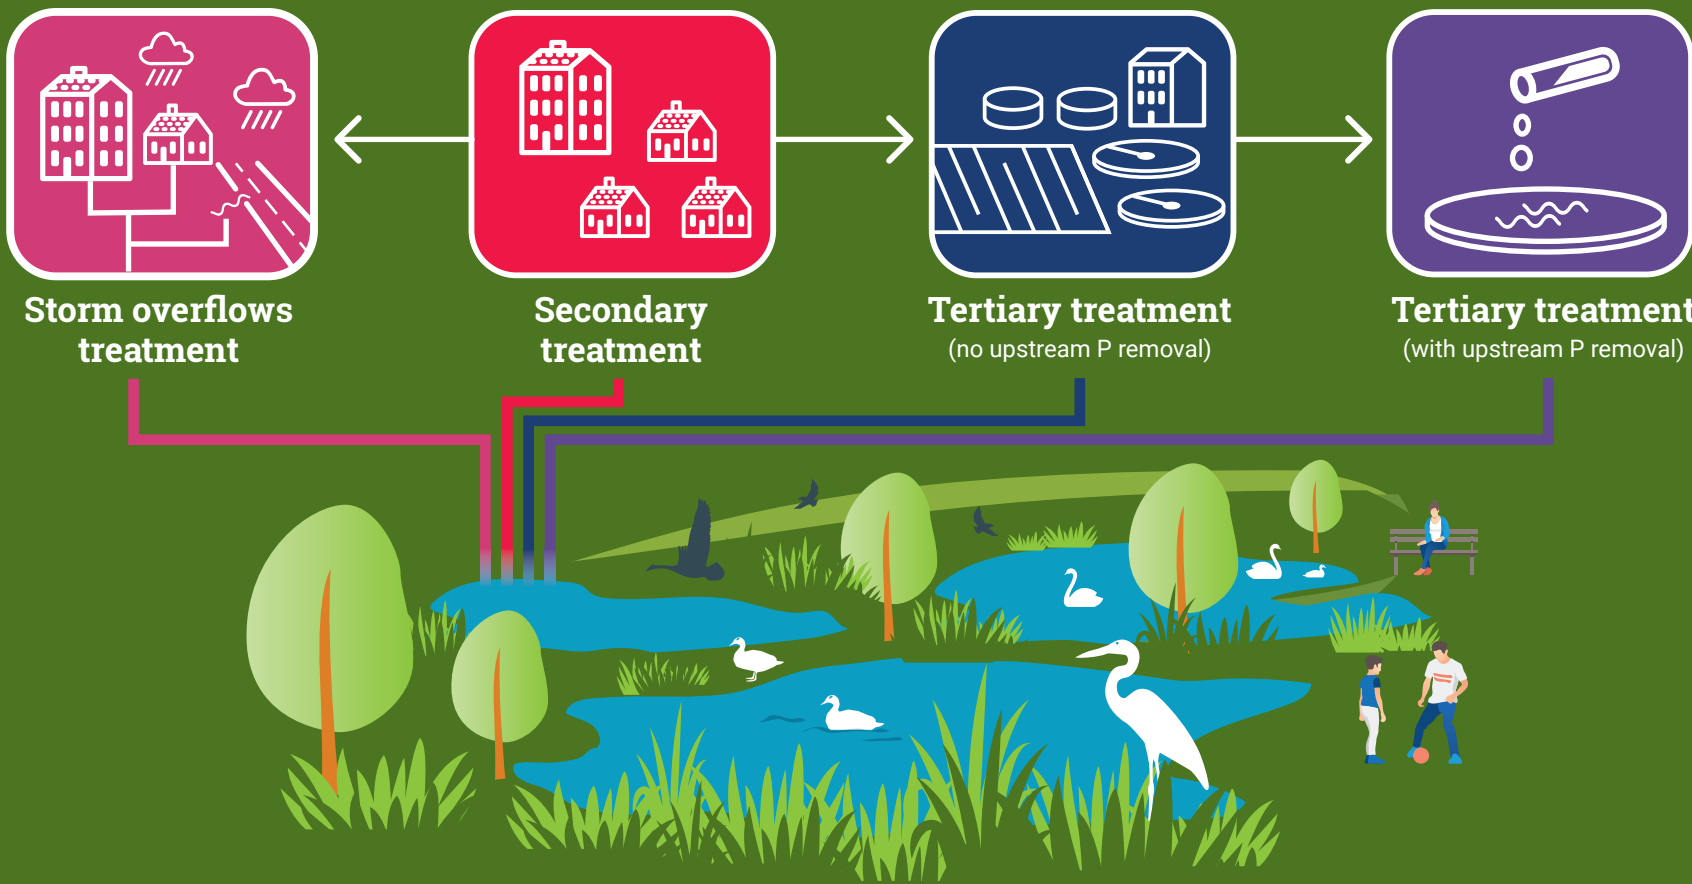 Storm overflows
treatment
Secondary
treatment
Tertiary treatment
(no upstream P removal)
Tertiary treatment
(with upstream P removal)